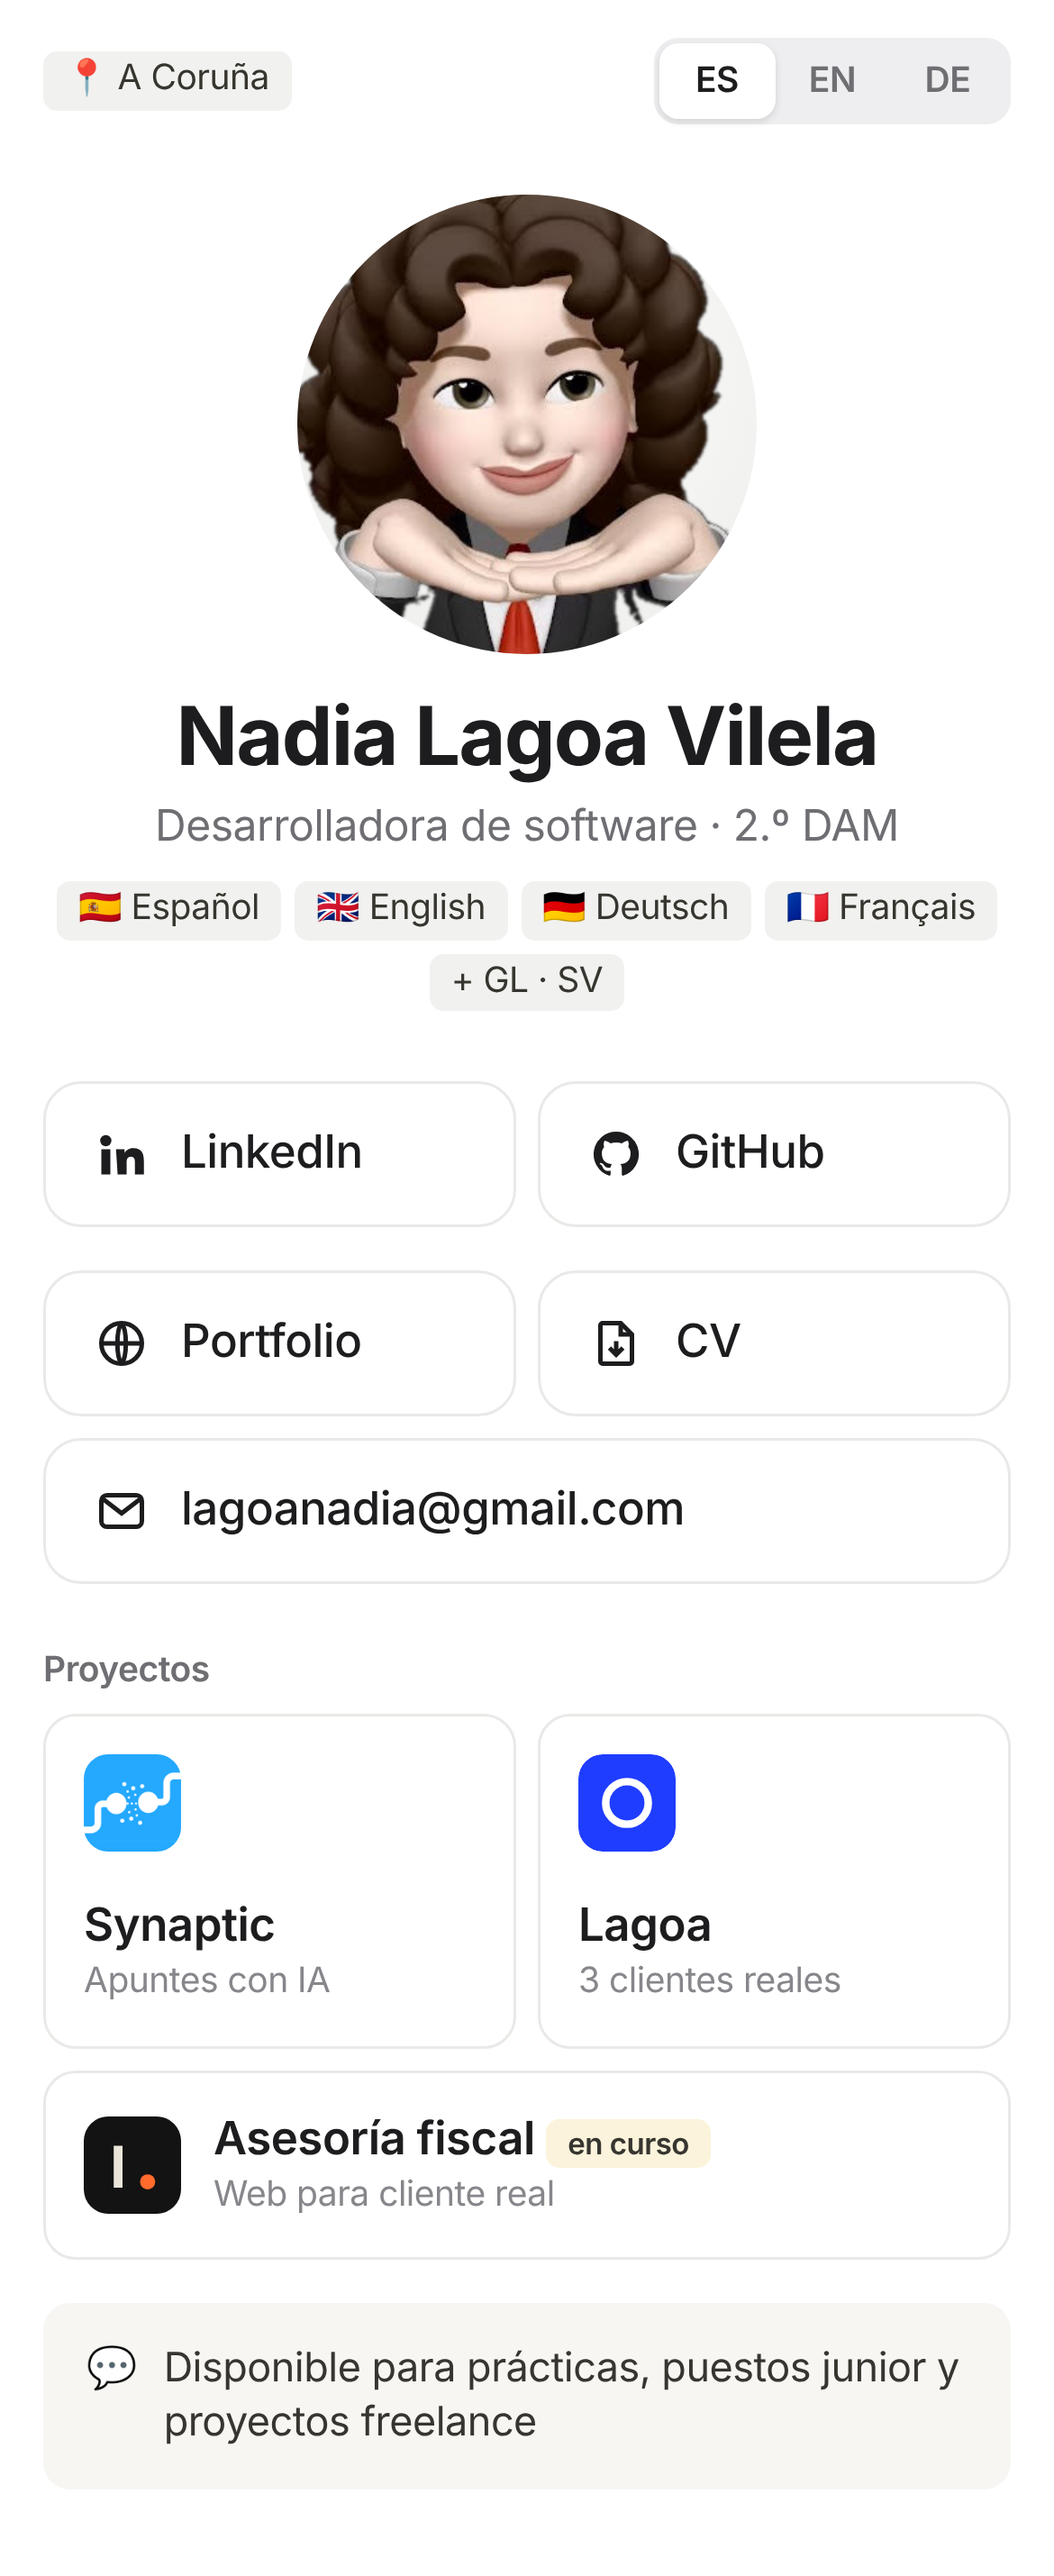 📍 A Coruña
ES EN DE
Nadia Lagoa Vilela
Desarrolladora de software · 2.º DAM
🇪🇸 Español 🇬🇧 English 🇩🇪 Deutsch 🇫🇷 Français
+ GL · SV
LinkedIn
GitHub
Portfolio
CV
lagoanadia@gmail.com
Proyectos
Synaptic
Apuntes con IA
Lagoa
3 clientes reales
l.
Asesoría fiscal en curso
Web para cliente real
💬 Disponible para prácticas, puestos junior y
proyectos freelance